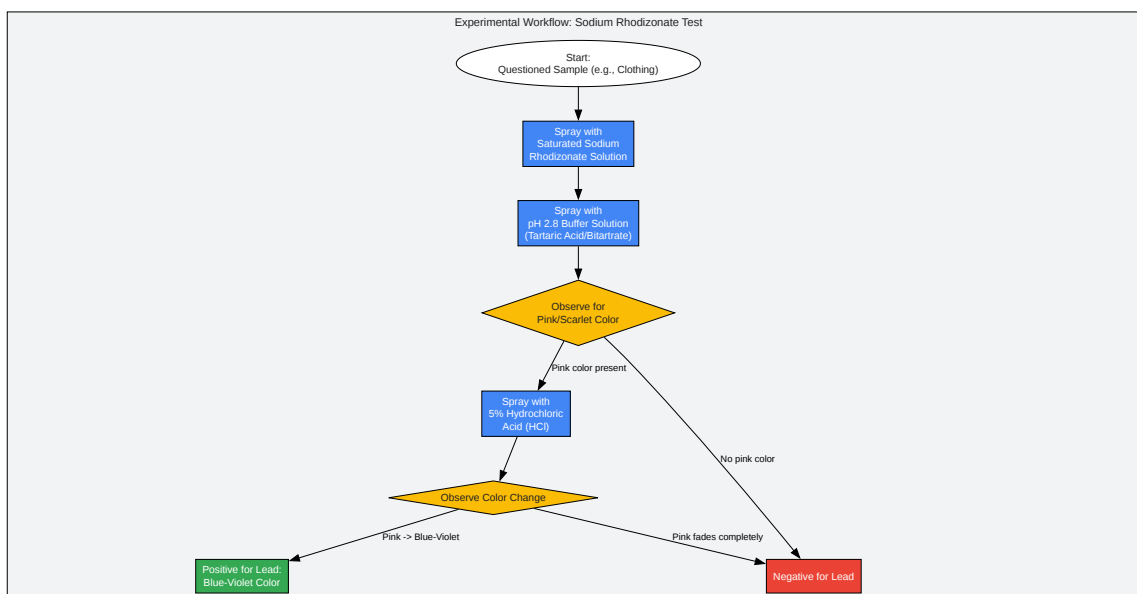 Experimental Workflow: Sodium Rhodizonate Test
Start:
Questioned Sample (e.g., Clothing)
Spray with
Saturated Sodium
Rhodizonate Solution
Spray with
pH 2.8 Buffer Solution
(Tartaric Acid/Bitartrate)
Observe for
Pink/Scarlet Color
Pink color present
Spray with
5% Hydrochloric
Acid (HCl)
No pink color
Observe Color Change
Pink -> Blue-Violet
Pink fades completely
Positive for Lead:
Blue-Violet Color
Negative for Lead